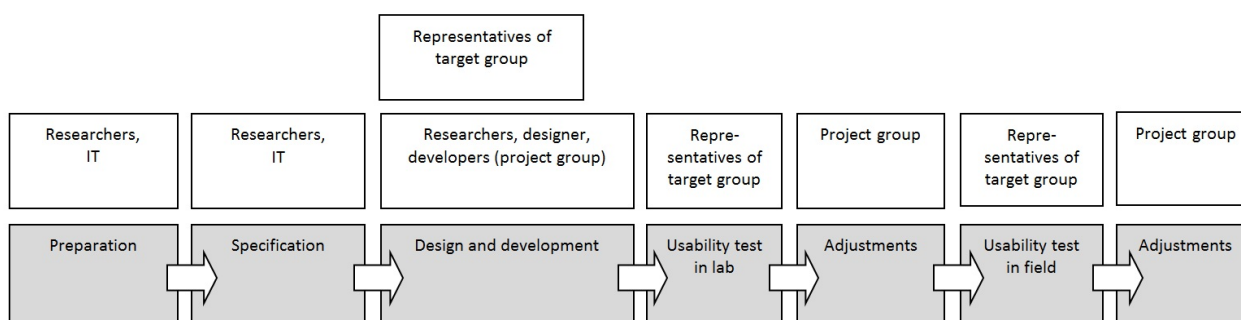 Representatives of
target group
Researchers,
IT
Researchers,
IT
Researchers, designer,
developers (project group)
Repre-
sentatives of
target group
Project group
Repre-
sentatives of
target group
Project group
Preparation
Specification
Design and development
Usability test
in lab
Adjustments
Usability test
in field
Adjustments